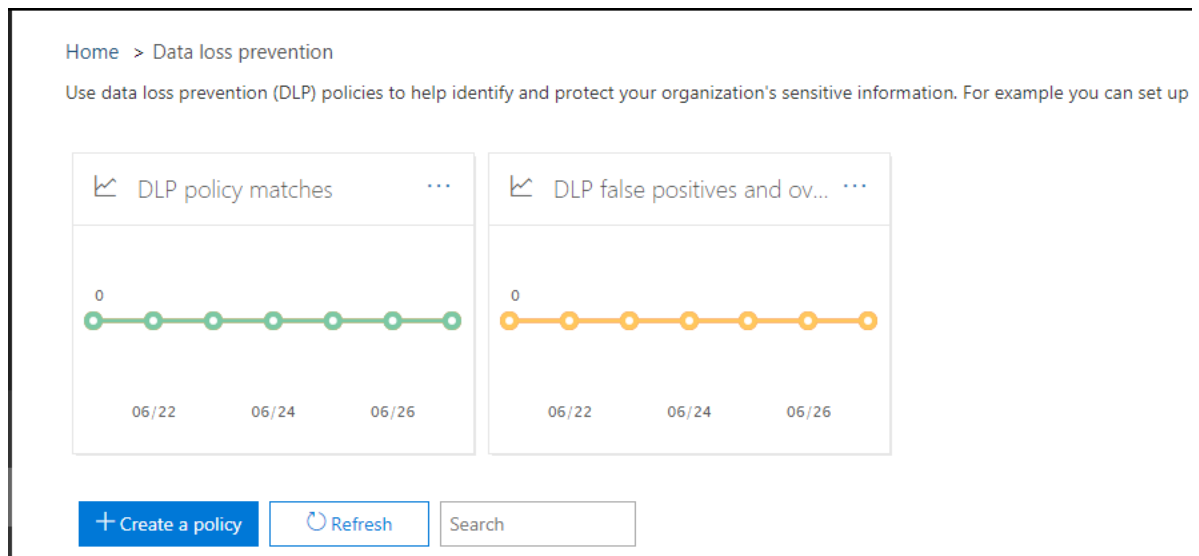 Home > Data loss prevention
Use data loss prevention (DLP) policies to help identify and protect your organization's sensitive information. For example you can set up
DLP policy matches ...
DLP false positives and ov... ...
0
0
06/22 06/24 06/26
06/22 06/24 06/26
+ Create a policy
Refresh
Search